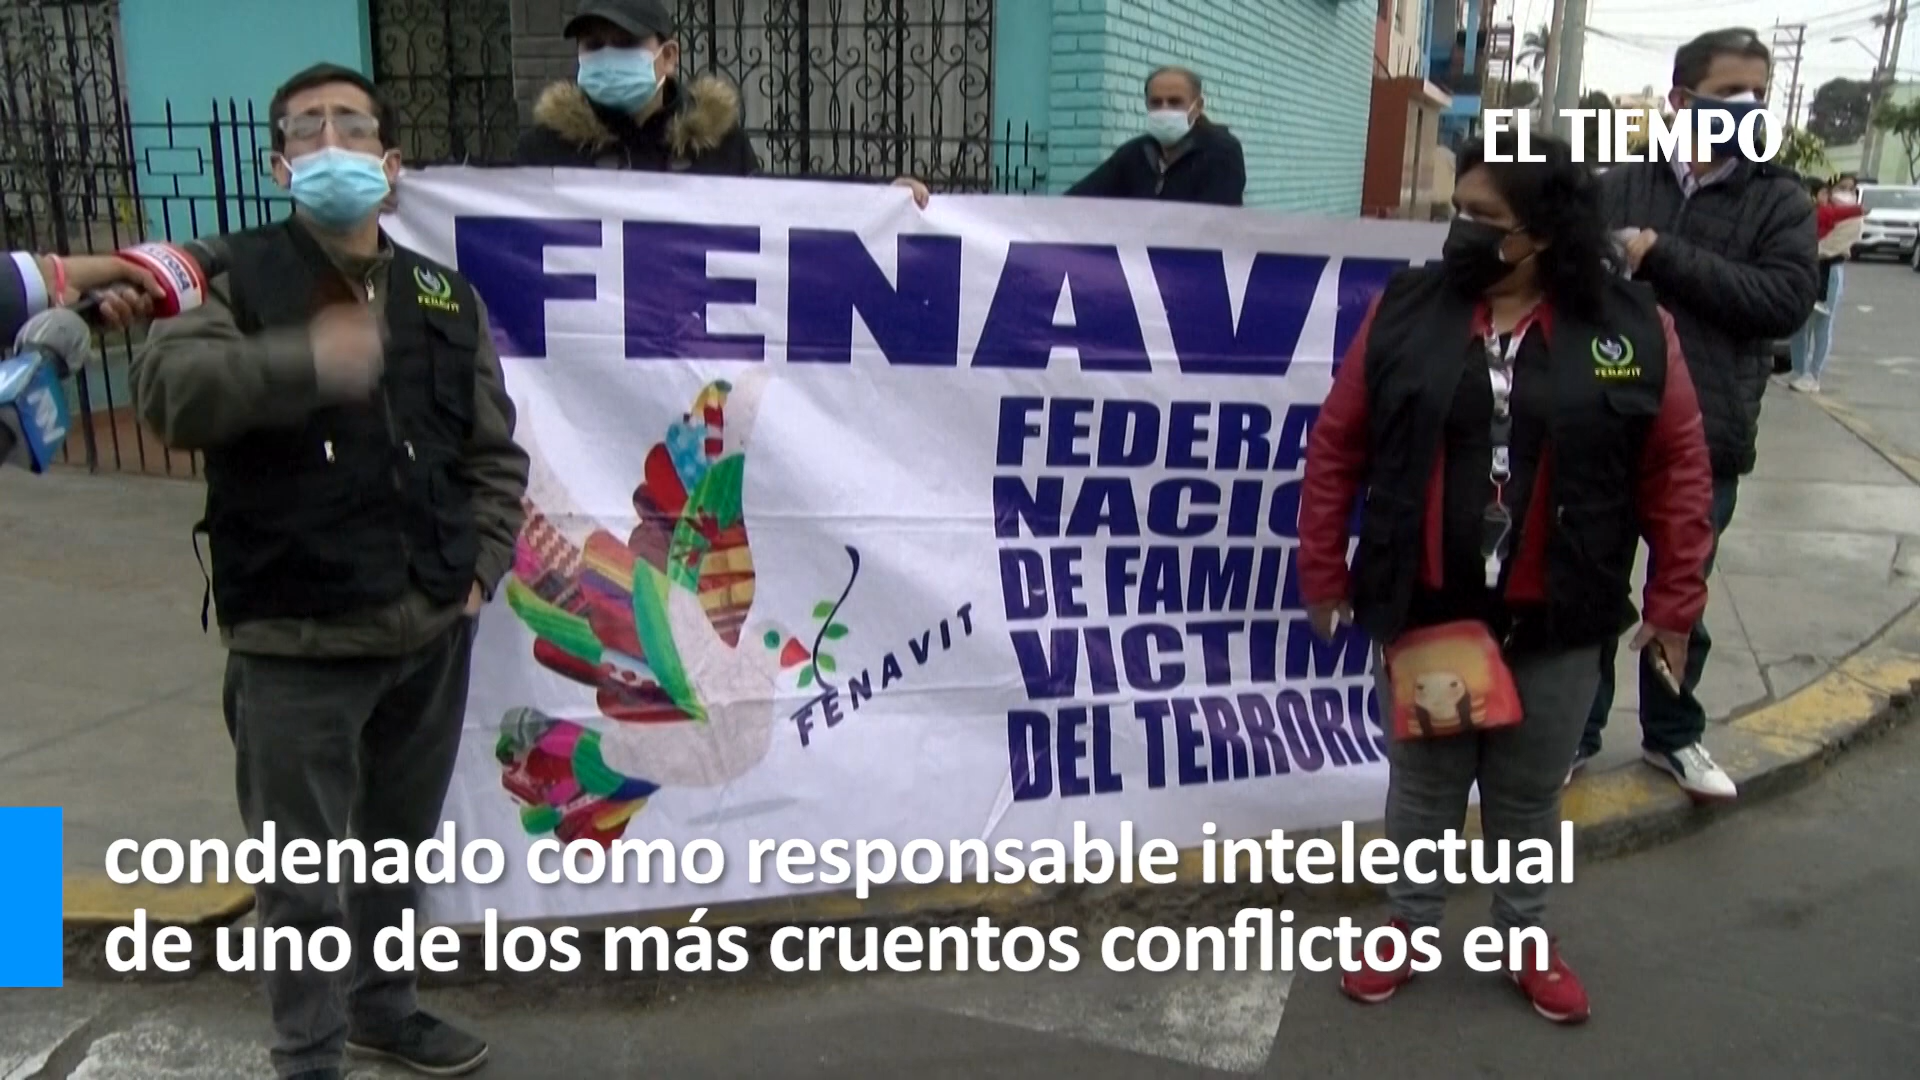 EL TIEMPO
FENAVI
FEDERA
NACIO
DE FAMILI
VICTIM
DEL TERRORIS
FENAVIT
FENAVIT
FENAVIT
condenado como responsable intelectual
de uno de los más cruentos conflictos en